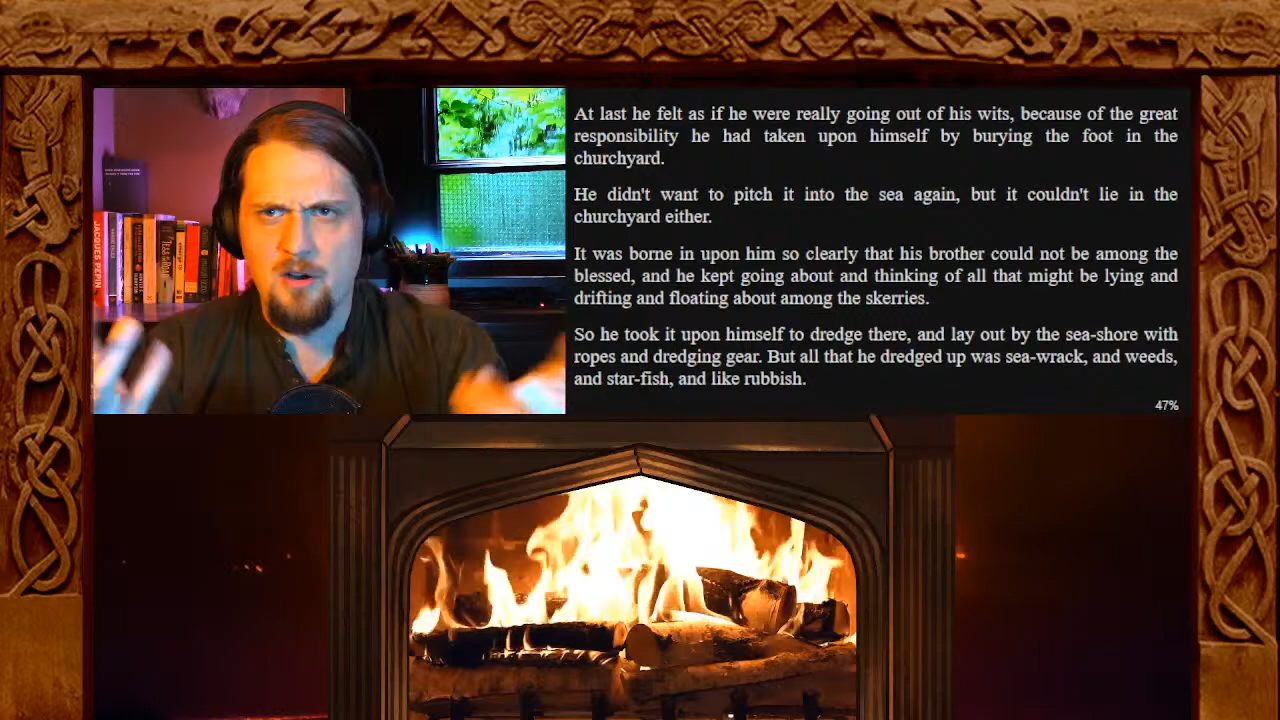 At last he felt as if he were really going out of his wits, because of the great
responsibility he had taken upon himself by burying the foot in the
churchyard.
He didn't want to pitch it into the sea again, but it couldn't lie in the
churchyard either.
It was borne in upon him so clearly that his brother could not be among the
blessed, and he kept going about and thinking of all that might be lying and
drifting and floating about among the skerries.
So he took it upon himself to dredge there, and lay out by the sea-shore with
ropes and dredging gear. But all that he dredged up was sea-wrack, and weeds,
and star-fish, and like rubbish.
47%
JACQUES PEPIN